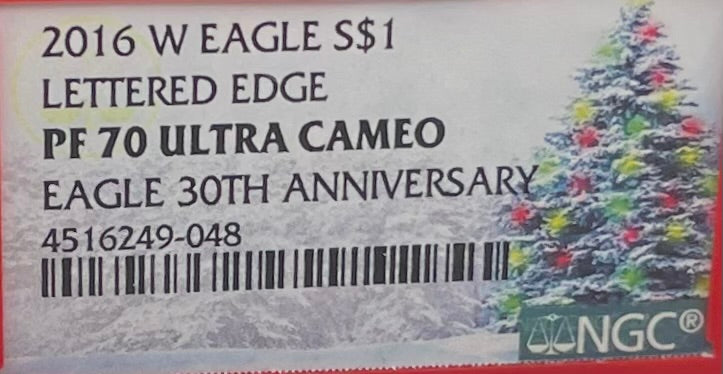 2016 W EAGLE S$1
LETTERED EDGE
PF 70 ULTRA CAMEO
EAGLE 30TH ANNIVERSARY
4516249-048
NGC®